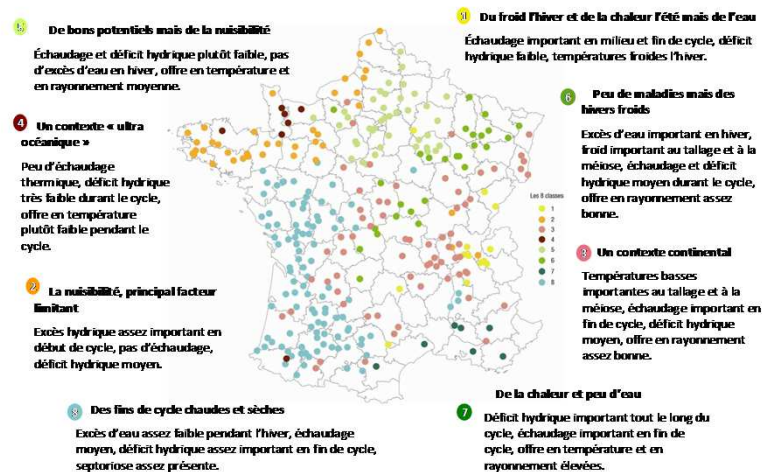 5 De bons potentiels mais de la nuisibilité
Échaudage et déficit hydrique plutôt faible, pas
d'excès d'eau en hiver, offre en température et
en rayonnement moyenne.
1 Du froid l'hiver et de la chaleur l'été mais de l'eau
Échaudage important en milieu et fin de cycle, déficit
hydrique faible, températures froides l'hiver.
4 Un contexte « ultra
océanique »
Peu d'échaudage
thermique, déficit hydrique
très faible durant le cycle,
offre en température
plutôt faible pendant le
cycle.
6 Peu de maladies mais des
hivers froids
Excès d'eau important en hiver,
froid important au tallage et à la
méiose, échaudage et déficit
hydrique moyen durant le cycle,
offre en rayonnement assez
bonne.
Les 8 classes
1
2
3
4
5
6
7
8
2 La nuisibilité, principal facteur
limitant
Excès hydrique assez important en
début de cycle, pas d'échaudage,
déficit hydrique moyen.
3 Un contexte continental
Températures basses
importantes au tallage et à la
méiose, échaudage important en
fin de cycle, déficit hydrique
moyen, offre en rayonnement
assez bonne.
8 Des fins de cycle chaudes et sèches
Excès d'eau assez faible pendant l'hiver, échaudage
moyen, déficit hydrique assez important en fin de cycle,
septoriose assez présente.
De la chaleur et peu d'eau
7 Déficit hydrique important tout le long du
cycle, échaudage important en fin de
cycle, offre en température et en
rayonnement élevées.